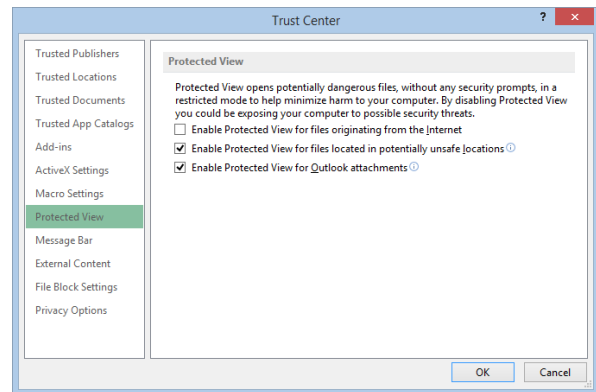 Trust Center
?
Trusted Publishers
Trusted Locations
Trusted Documents
Trusted App Catalogs
Add-ins
ActiveX Settings
Macro Settings
Protected View
Message Bar
External Content
File Block Settings
Privacy Options
Protected View
Protected View opens potentially dangerous files, without any security prompts, in a
restricted mode to help minimize harm to your computer. By disabling Protected View
you could be exposing your computer to possible security threats.
Enable Protected View for files originating from the Internet
Enable Protected View for files located in potentially unsafe locations
Enable Protected View for Outlook attachments
OK
Cancel